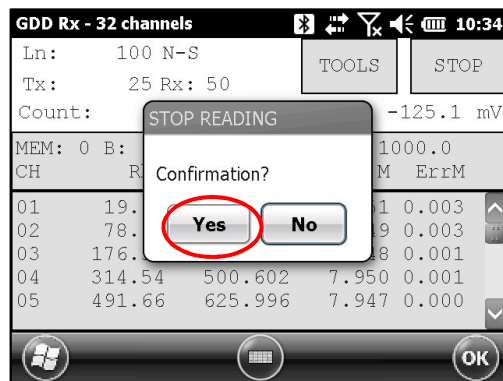 GDD Rx - 32 channels 10:34
Ln: 100 N-S
TOOLS STOP
Tx: 25 Rx: 50
Count: -125.1 mV
STOP READING
MEM: 0 B: 1000.0
CH R M ErrM
Confirmation?
Yes No
01 19. 1 0.003
02 78. 9 0.003
03 176. 8 0.001
04 314.54 500.602 7.950 0.001
05 491.66 625.996 7.947 0.000
OK